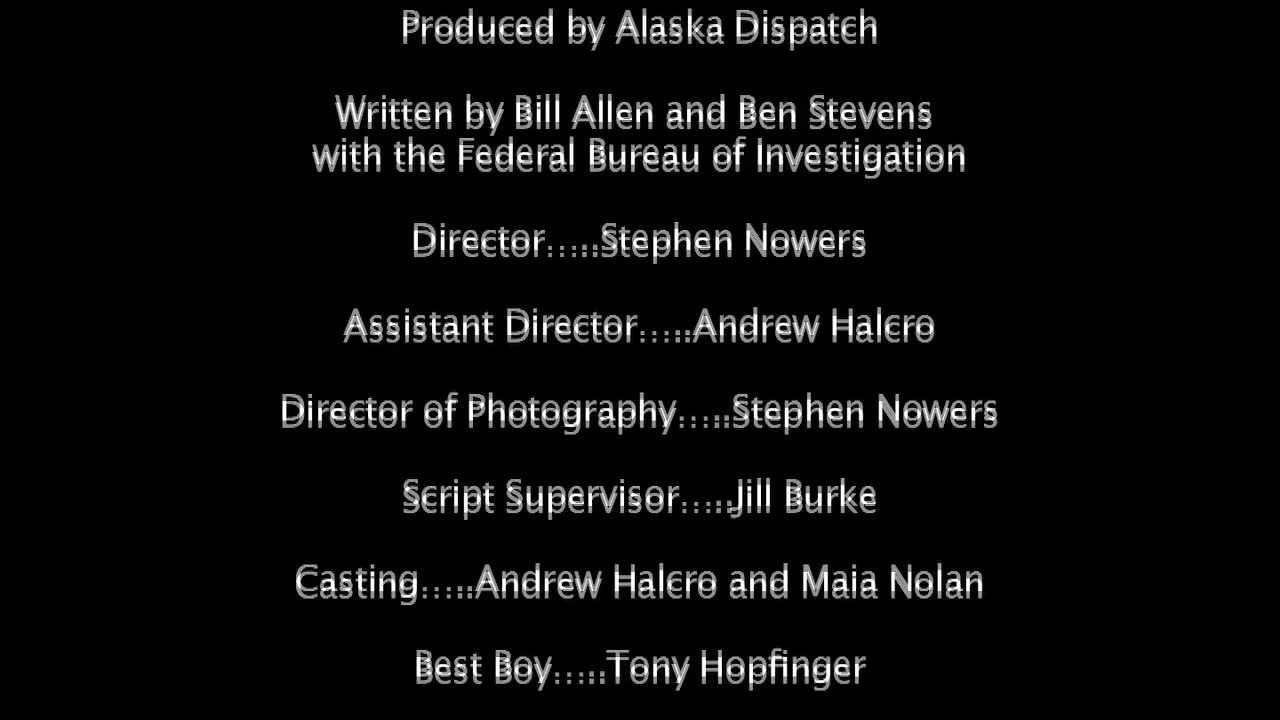 Produced by Alaska Dispatch
Written by Bill Allen and Ben Stevens
with the Federal Bureau of Investigation
Director.....Stephen Nowers
Assistant Director.....Andrew Halcro
Director of Photography.....Stephen Nowers
Script Supervisor.....Jill Burke
Casting.....Andrew Halcro and Maia Nolan
Best Boy.....Tony Hopfinger